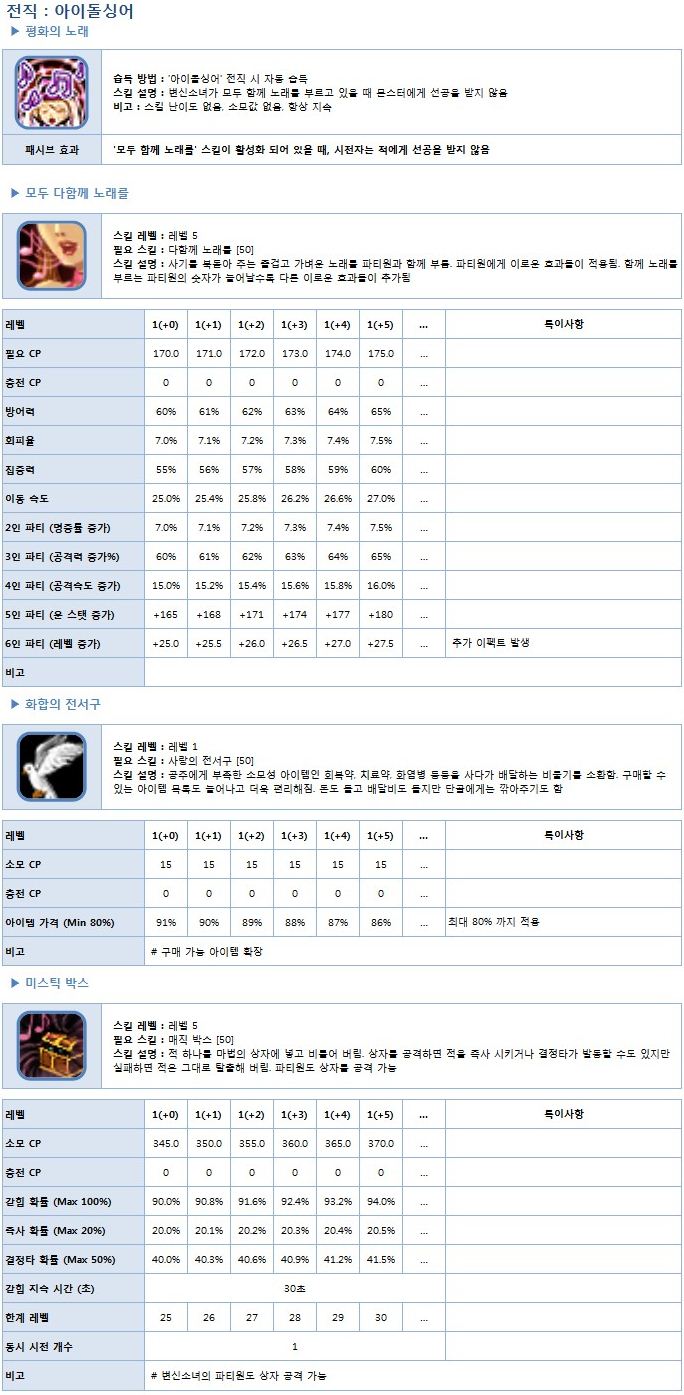 전직 : 아이돌싱어
▶ 평화의 노래
습득 방법 : '아이돌싱어' 전직 시 자동 습득
스킬 설명 : 변신소녀가 모두 함께 노래를 부르고 있을 때 몬스터에게 선공을 받지 않음
비고 : 스킬 난이도 없음, 소모값 없음, 항상 지속
패시브 효과 '모두 함께 노래를' 스킬이 활성화 되어 있을 때, 시전자는 적에게 선공을 받지 않음
▶ 모두 다함께 노래를
스킬 레벨 : 레벨 5
필요 스킬 : 다함께 노래를 [50]
스킬 설명 : 사기를 북돋아 주는 즐겁고 가벼운 노래를 파티원과 함께 부름. 파티원에게 이로운 효과들이 적용됨. 함께 노래를
부르는 파티원의 숫자가 늘어날수록 다른 이로운 효과들이 추가됨
레벨 1(+0) 1(+1) 1(+2) 1(+3) 1(+4) 1(+5) ... 특이사항
필요 CP 170.0 171.0 172.0 173.0 174.0 175.0 ...
충전 CP 0 0 0 0 0 0 ...
방어력 60% 61% 62% 63% 64% 65% ...
회피율 7.0% 7.1% 7.2% 7.3% 7.4% 7.5% ...
집중력 55% 56% 57% 58% 59% 60% ...
이동 속도 25.0% 25.4% 25.8% 26.2% 26.6% 27.0% ...
2인 파티 (명중률 증가) 7.0% 7.1% 7.2% 7.3% 7.4% 7.5% ...
3인 파티 (공격력 증가%) 60% 61% 62% 63% 64% 65% ...
4인 파티 (공격속도 증가) 15.0% 15.2% 15.4% 15.6% 15.8% 16.0% ...
5인 파티 (운 스탯 증가) +165 +168 +171 +174 +177 +180 ...
6인 파티 (레벨 증가) +25.0 +25.5 +26.0 +26.5 +27.0 +27.5 ... 추가 이펙트 발생
비고
▶ 화합의 전서구
스킬 레벨 : 레벨 1
필요 스킬 : 사랑의 전서구 [50]
스킬 설명 : 공주에게 부족한 소모성 아이템인 회복약, 치료약, 화염병 등등을 사다가 배달하는 비둘기를 소환함. 구매할 수
있는 아이템 목록도 늘어나고 더욱 편리해짐. 돈도 들고 배달비도 들지만 단골에게는 깎아주기도 함
레벨 1(+0) 1(+1) 1(+2) 1(+3) 1(+4) 1(+5) ... 특이사항
소모 CP 15 15 15 15 15 15 ...
충전 CP 0 0 0 0 0 0 ...
아이템 가격 (Min 80%) 91% 90% 89% 88% 87% 86% ... 최대 80% 까지 적용
비고 # 구매 가능 아이템 확장
▶ 미스틱 박스
스킬 레벨 : 레벨 5
필요 스킬 : 매직 박스 [50]
스킬 설명 : 적 하나를 마법의 상자에 넣고 비틀어 버림. 상자를 공격하면 적을 즉사 시키거나 결정타가 발동할 수도 있지만
실패하면 적은 그대로 탈출해 버림. 파티원도 상자를 공격 가능
레벨 1(+0) 1(+1) 1(+2) 1(+3) 1(+4) 1(+5) ... 특이사항
소모 CP 345.0 350.0 355.0 360.0 365.0 370.0 ...
충전 CP 0 0 0 0 0 0 ...
갇힘 확률 (Max 100%) 90.0% 90.8% 91.6% 92.4% 93.2% 94.0% ...
즉사 확률 (Max 20%) 20.0% 20.1% 20.2% 20.3% 20.4% 20.5% ...
결정타 확률 (Max 50%) 40.0% 40.3% 40.6% 40.9% 41.2% 41.5% ...
갇힘 지속 시간 (초) 30초
한계 레벨 25 26 27 28 29 30 ...
동시 시전 개수 1
비고 # 변신소녀의 파티원도 상자 공격 가능